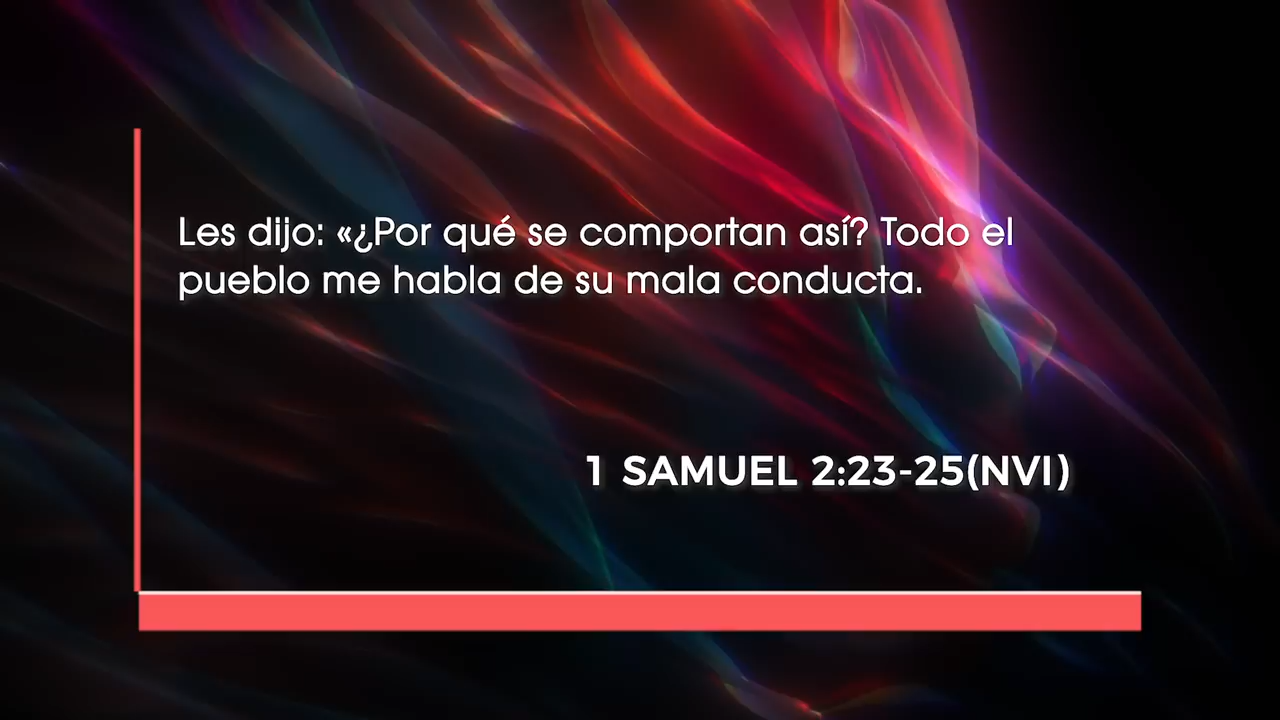 Les dijo: «¿Por qué se comportan así? Todo el
pueblo me habla de su mala conducta.
1 SAMUEL 2:23-25(NVI)